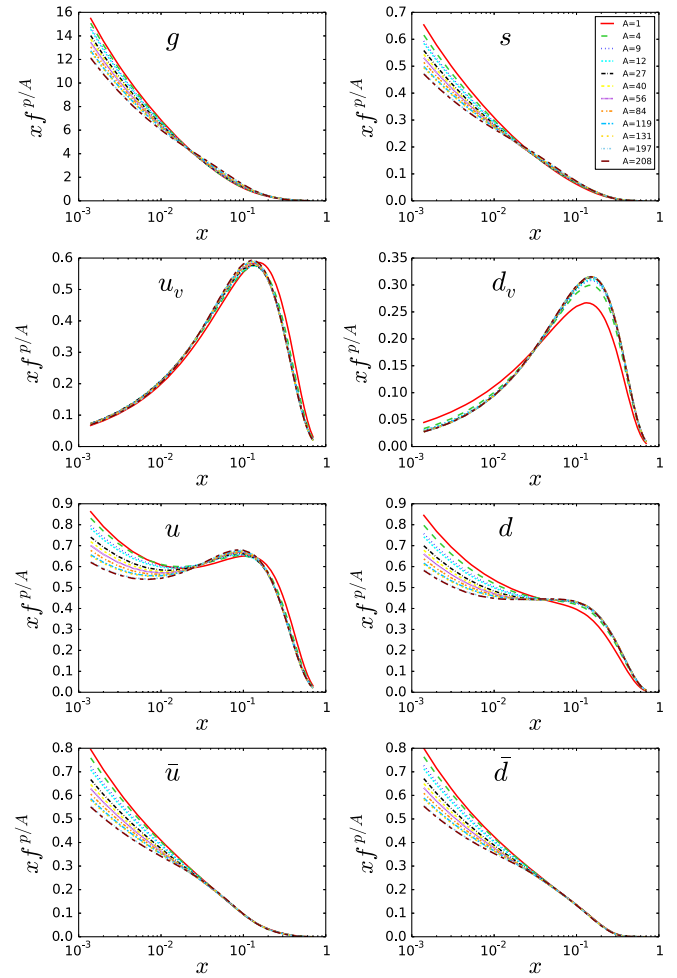 g
16
14
12
10
8
6
4
2
0
x f^{p/A}
10^{-3} 10^{-2} 10^{-1} 1
x
s
0.7
0.6
0.5
0.4
0.3
0.2
0.1
0.0
x f^{p/A}
10^{-3} 10^{-2} 10^{-1} 1
x
A=1
A=4
A=9
A=12
A=27
A=40
A=56
A=84
A=119
A=131
A=197
A=208
u_v
0.6
0.5
0.4
0.3
0.2
0.1
0.0
x f^{p/A}
10^{-3} 10^{-2} 10^{-1} 1
x
d_v
0.35
0.30
0.25
0.20
0.15
0.10
0.05
0.00
x f^{p/A}
10^{-3} 10^{-2} 10^{-1} 1
x
u
0.9
0.8
0.7
0.6
0.5
0.4
0.3
0.2
0.1
0.0
x f^{p/A}
10^{-3} 10^{-2} 10^{-1} 1
x
d
0.9
0.8
0.7
0.6
0.5
0.4
0.3
0.2
0.1
0.0
x f^{p/A}
10^{-3} 10^{-2} 10^{-1} 1
x
ū
0.8
0.7
0.6
0.5
0.4
0.3
0.2
0.1
0.0
x f^{p/A}
10^{-3} 10^{-2} 10^{-1} 1
x
d̄
0.8
0.7
0.6
0.5
0.4
0.3
0.2
0.1
0.0
x f^{p/A}
10^{-3} 10^{-2} 10^{-1} 1
x